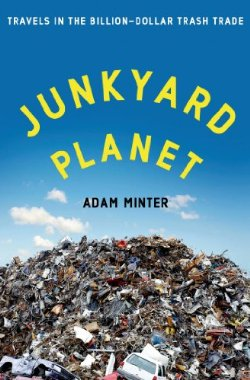 TRAVELS IN THE BILLION–DOLLAR TRASH TRADE
JUNKYARD
PLANET
ADAM MINTER